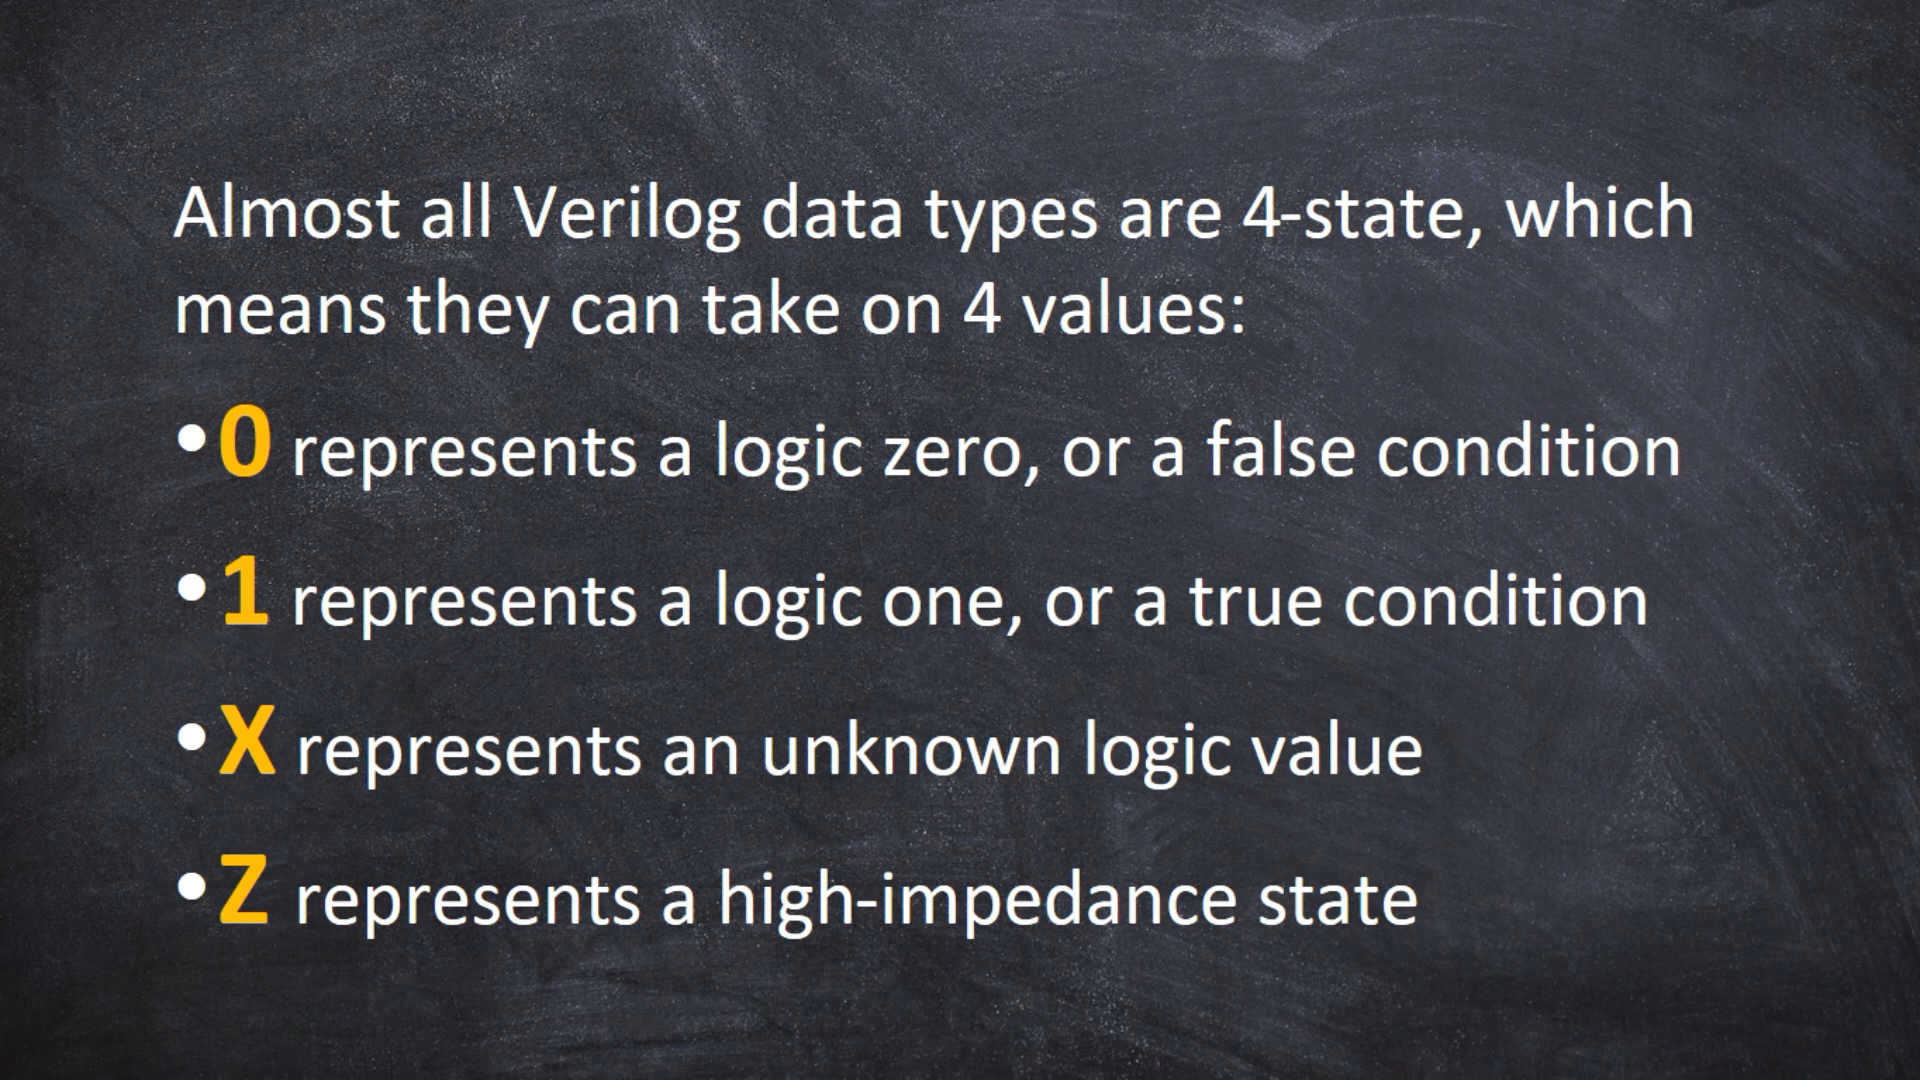 Almost all Verilog data types are 4-state, which
means they can take on 4 values:
•0 represents a logic zero, or a false condition
•1 represents a logic one, or a true condition
•X represents an unknown logic value
•Z represents a high-impedance state